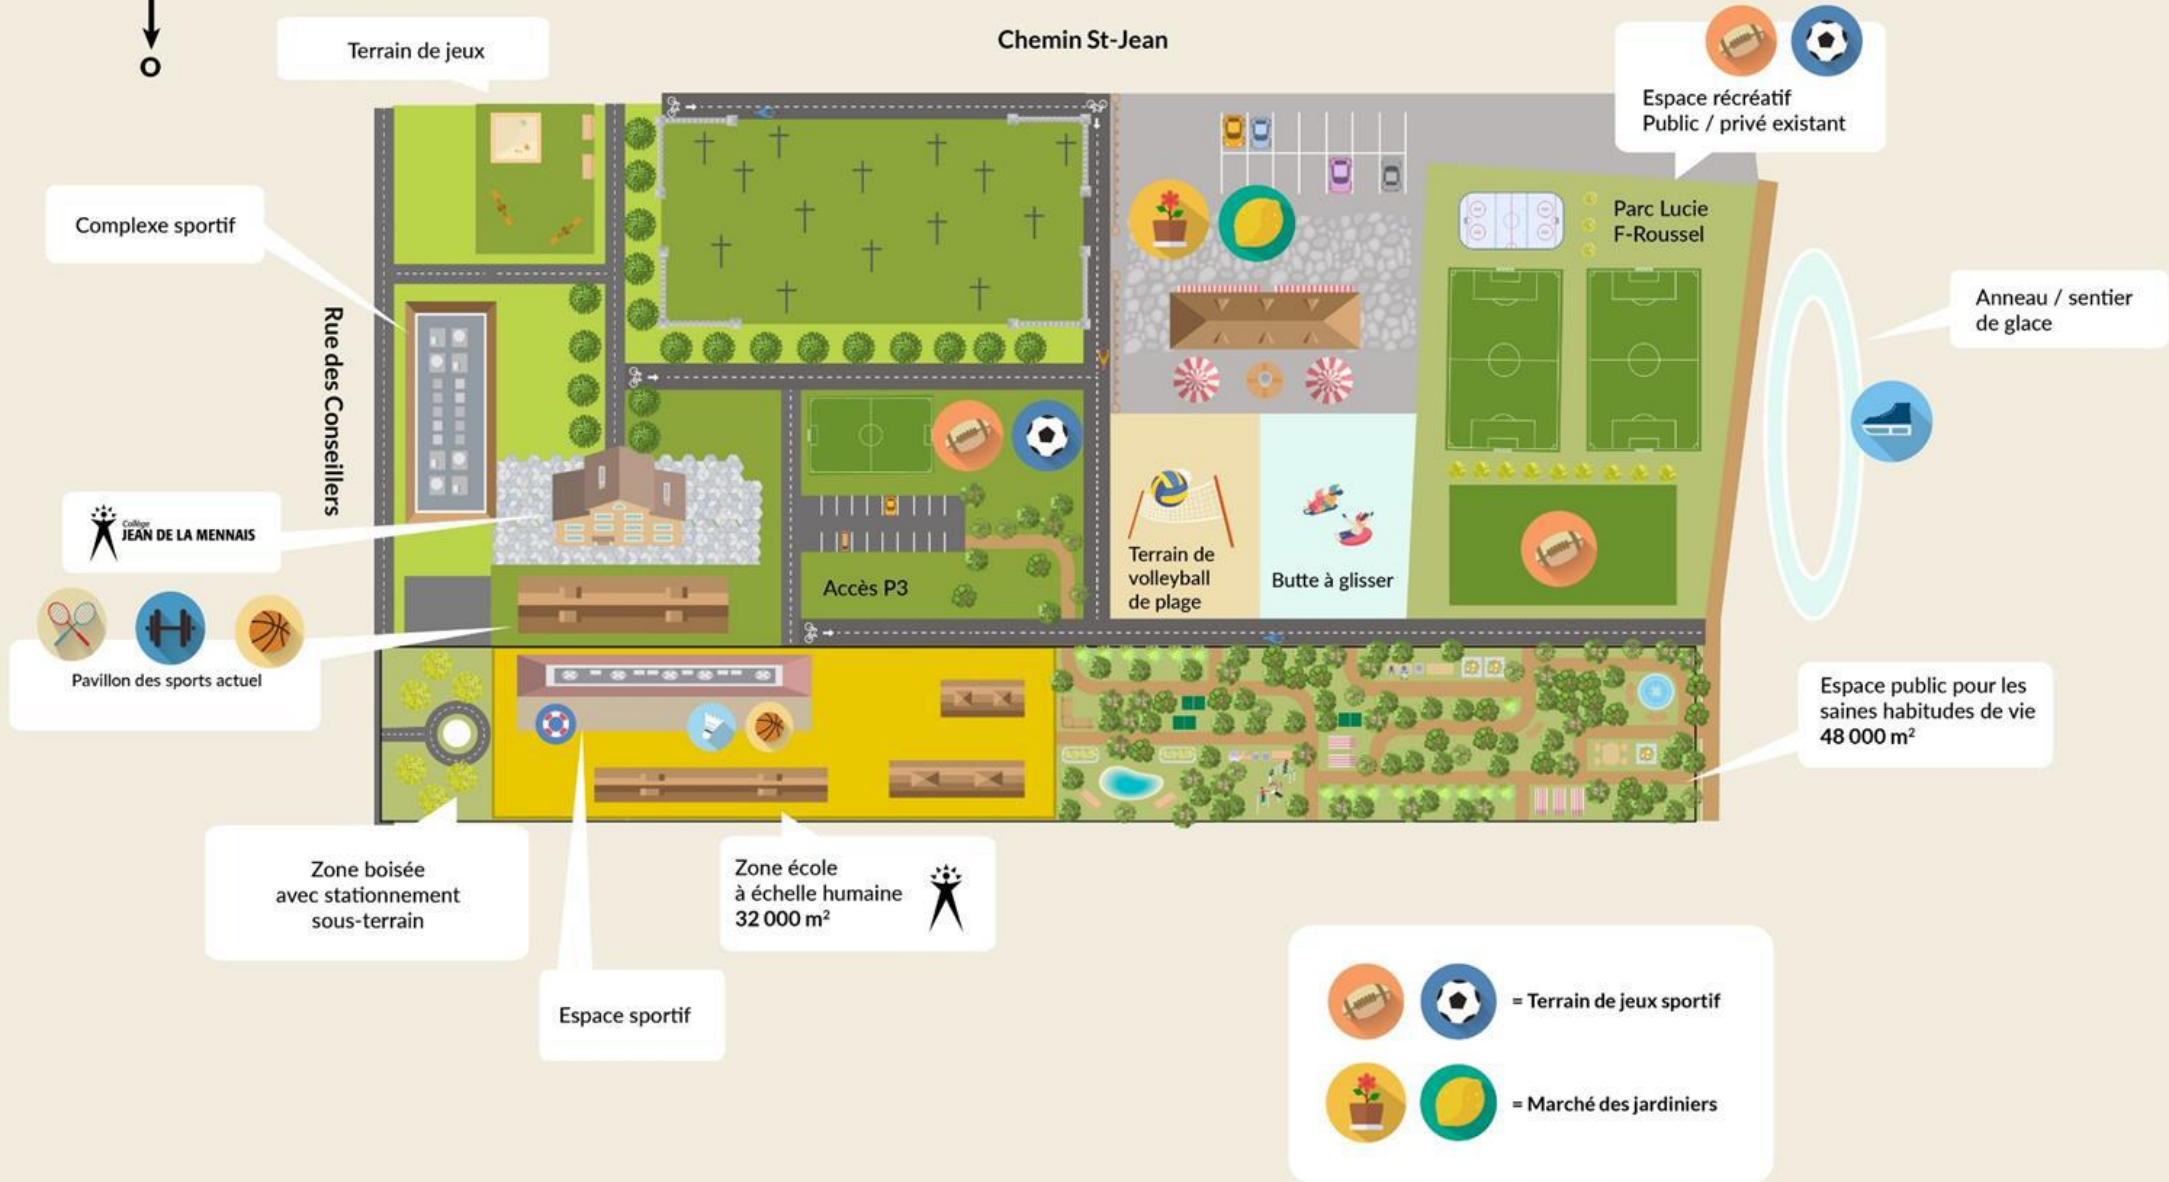 O
Terrain de jeux
Chemin St-Jean
Espace récréatif
Public / privé existant
Complexe sportif
Parc Lucie
F-Roussel
Anneau / sentier
de glace
Rue des Conseillers
Collège
JEAN DE LA MENNAIS
Terrain de
volleyball
de plage
Butte à glisser
Accès P3
Pavillon des sports actuel
Espace public pour les
saines habitudes de vie
48 000 m²
Zone boisée
avec stationnement
sous-terrain
Zone école
à échelle humaine
32 000 m²
Espace sportif
= Terrain de jeux sportif
= Marché des jardiniers